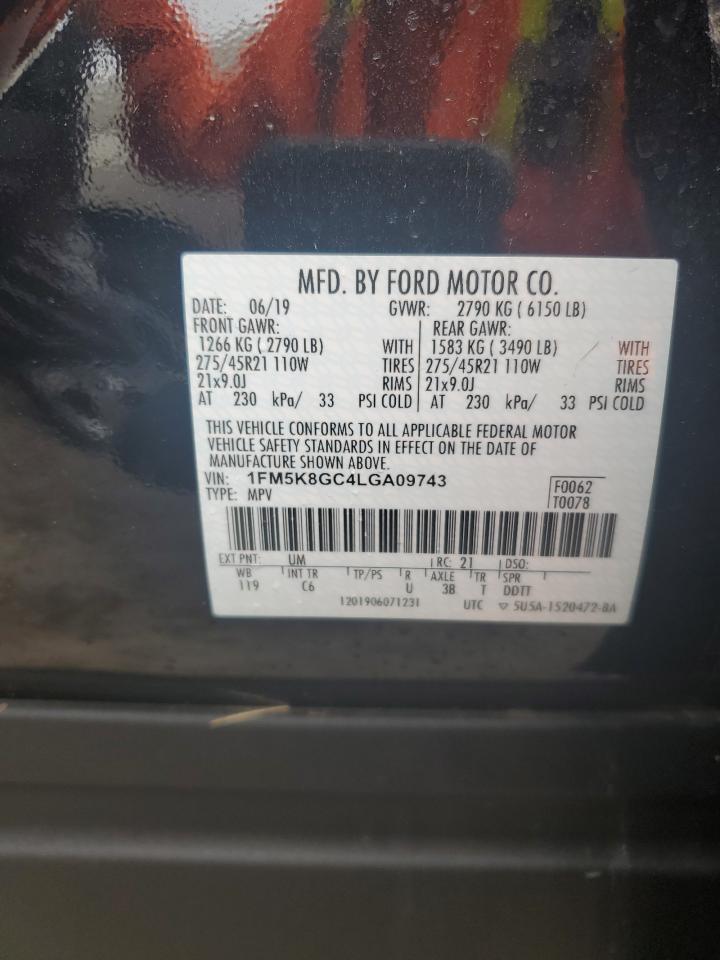 MFD. BY FORD MOTOR CO.
DATE: 06/19 GVWR: 2790 KG ( 6150 LB)
FRONT GAWR: REAR GAWR:
1266 KG ( 2790 LB) WITH 1583 KG ( 3490 LB) WITH
275/45R21 110W TIRES 275/45R21 110W TIRES
21x9.0J RIMS 21x9.0J RIMS
AT 230 kPa/ 33 PSI COLD AT 230 kPa/ 33 PSI COLD
THIS VEHICLE CONFORMS TO ALL APPLICABLE FEDERAL MOTOR
VEHICLE SAFETY STANDARDS IN EFFECT ON THE DATE OF
MANUFACTURE SHOWN ABOVE.
VIN: 1FM5K8GC4LGA09743 F0062
TYPE: MPV T0078
EXT PNT: UM RC: 21 DSO:
WB INT TR TP/PS R AXLE TR SPR
119 C6 U 3B T DDTT
1201906071231 UTC ▽ 5U5A-1520472-BA